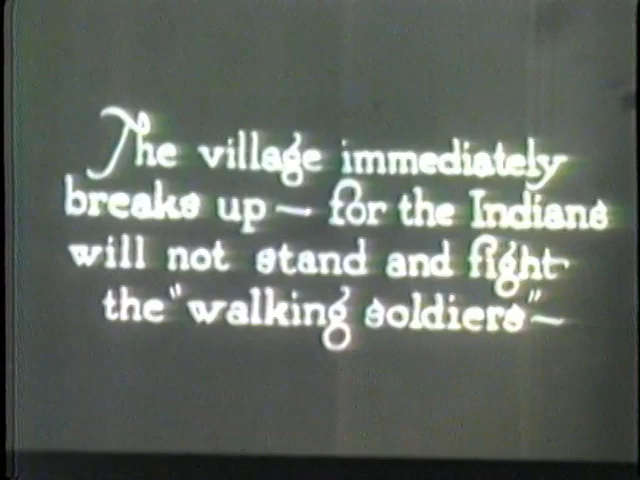 The village immediately
breaks up — for the Indians
will not stand and fight
the "walking soldiers" —